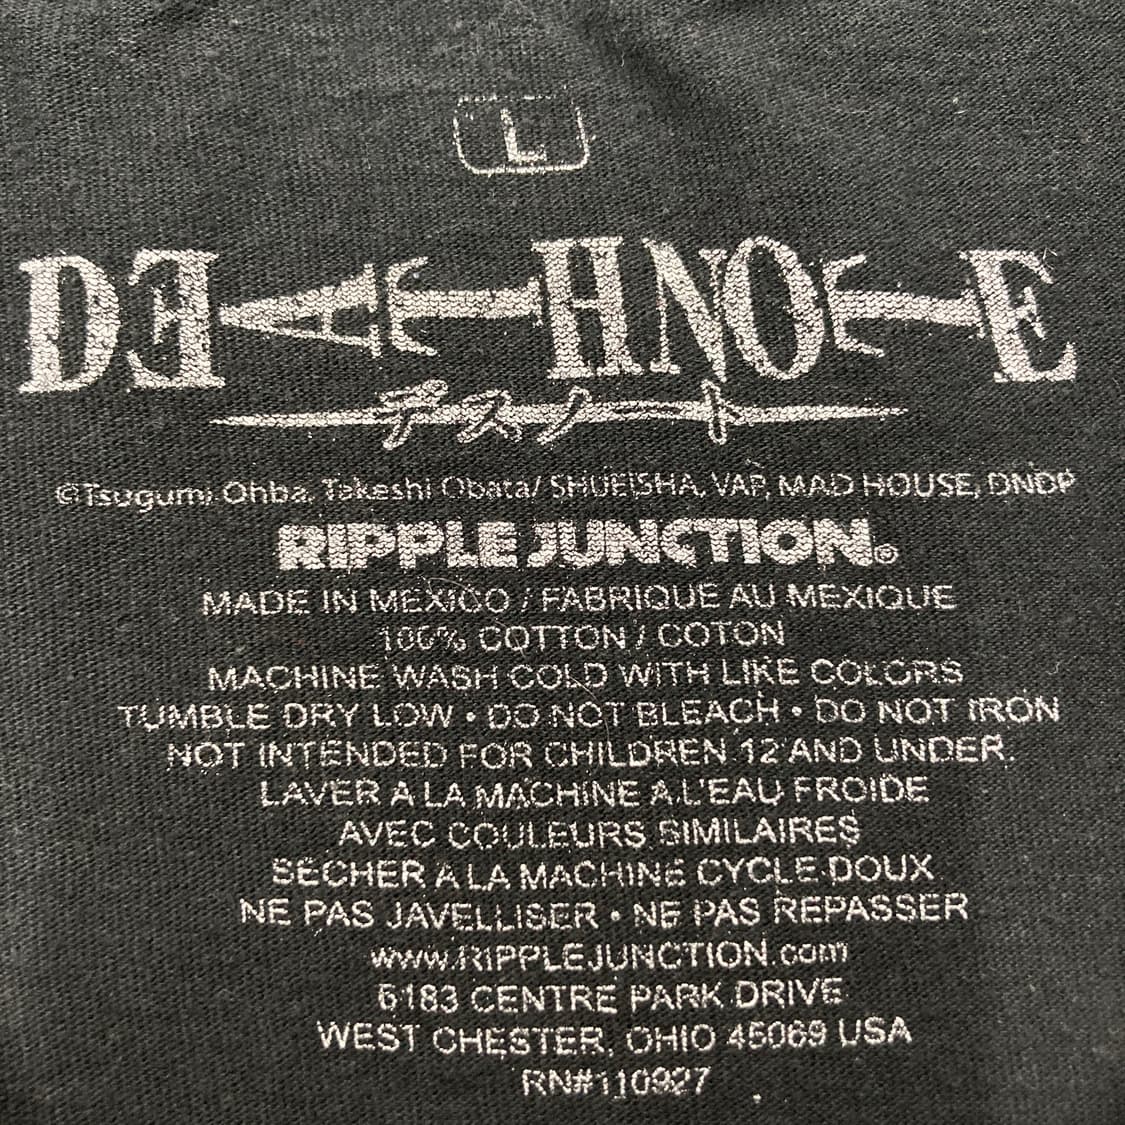 L
DEATH NOTE
デスノート
©Tsugumi Ohba, Takeshi Obata/ SHUEISHA, VAP, MAD HOUSE, DNDP
RIPPLE JUNCTION®
MADE IN MEXICO / FABRIQUE AU MEXIQUE
100% COTTON / COTON
MACHINE WASH COLD WITH LIKE COLORS
TUMBLE DRY LOW • DO NOT BLEACH • DO NOT IRON
NOT INTENDED FOR CHILDREN 12 AND UNDER.
LAVER A LA MACHINE A L'EAU FROIDE
AVEC COULEURS SIMILAIRES
SECHER A LA MACHINE CYCLE DOUX
NE PAS JAVELLISER • NE PAS REPASSER
www.RIPPLEJUNCTION.com
6183 CENTRE PARK DRIVE
WEST CHESTER, OHIO 45069 USA
RN#110927